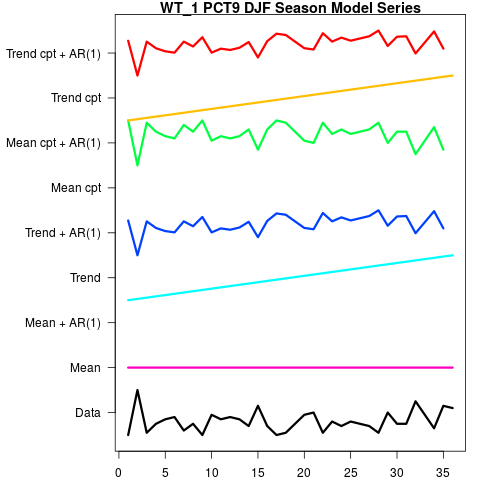 WT_1 PCT9 DJF Season Model Series
Trend cpt + AR(1)
Trend cpt
Mean cpt + AR(1)
Mean cpt
Trend + AR(1)
Trend
Mean + AR(1)
Mean
Data
0 5 10 15 20 25 30 35